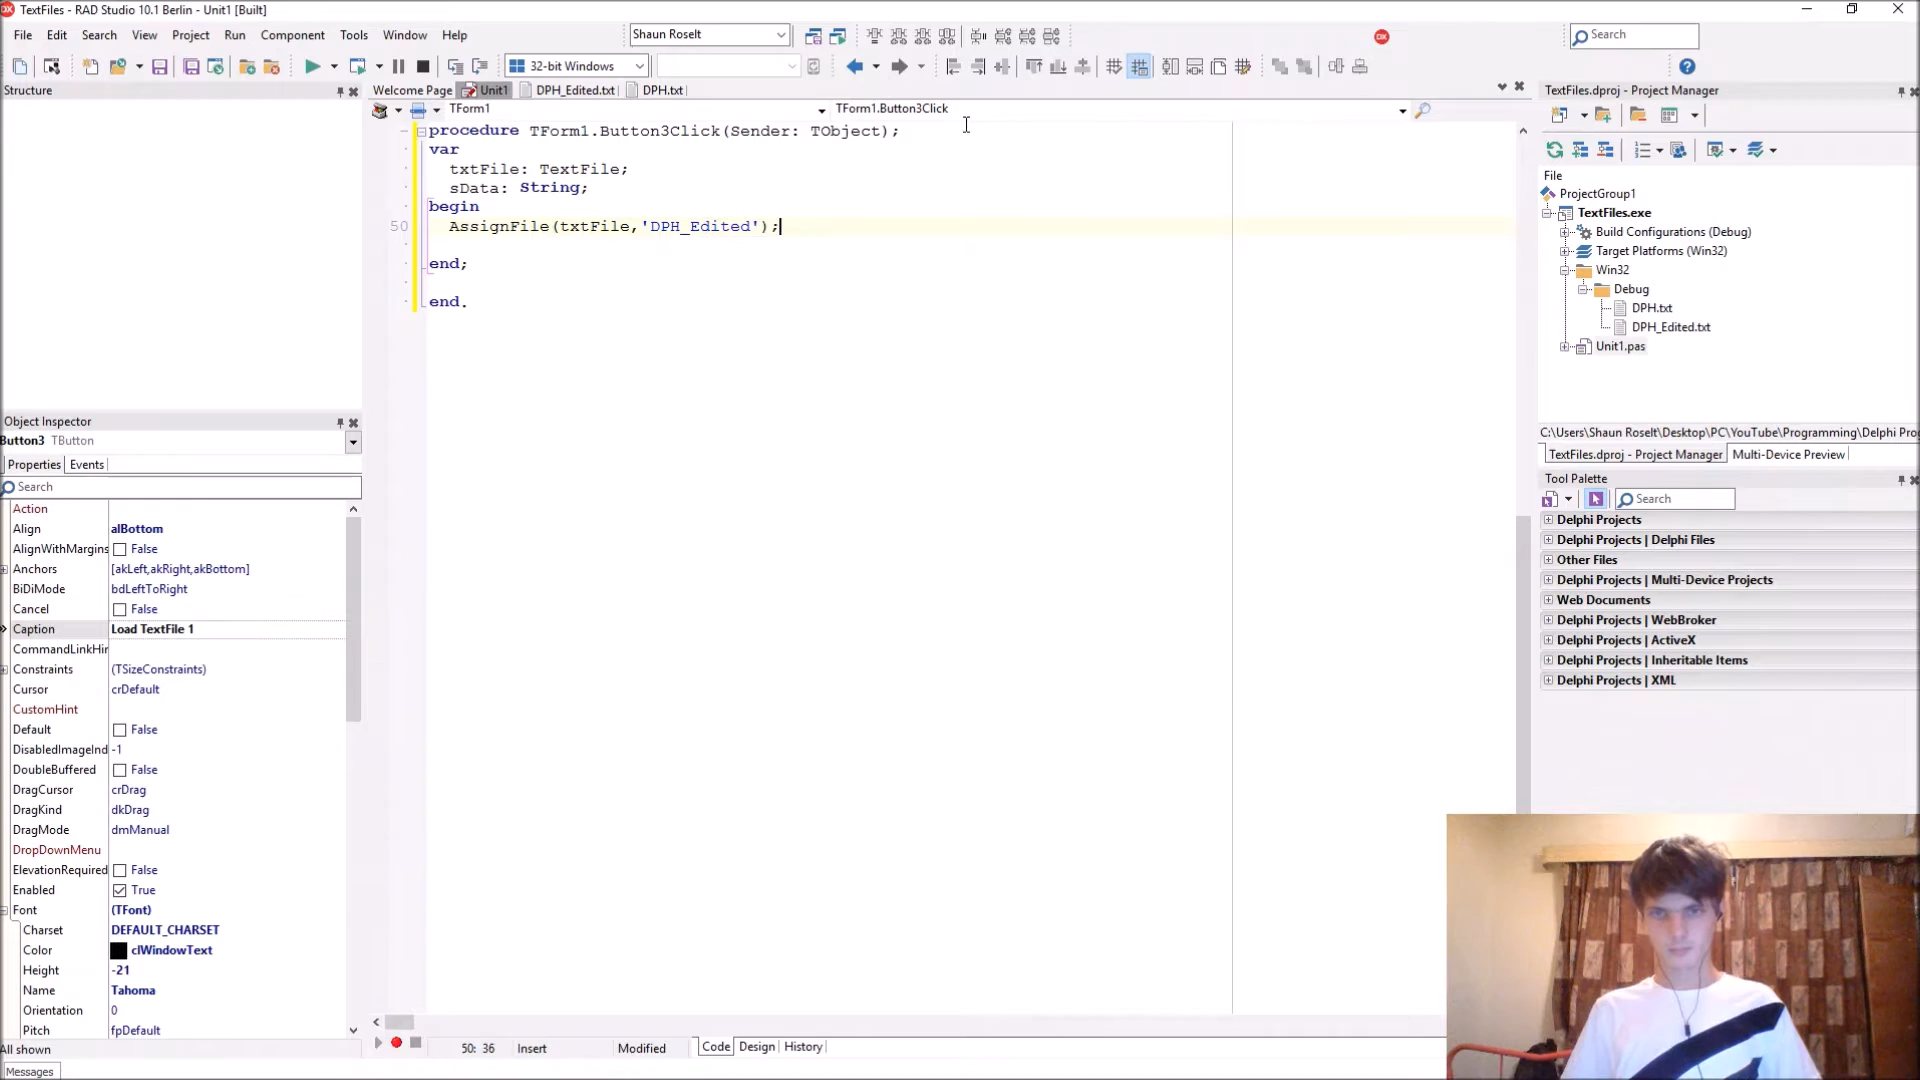 TextFiles - RAD Studio 10.1 Berlin - Unit1 [Built]
File Edit Search View Project Run Component Tools Window Help
Shaun Roselt
Search
32-bit Windows
Structure
Welcome Page Unit1 DPH_Edited.txt DPH.txt
TForm1 TForm1.Button3Click
procedure TForm1.Button3Click(Sender: TObject);
var
txtFile: TextFile;
sData: String;
begin
50 AssignFile(txtFile,'DPH_Edited');
end;
end.
TextFiles.dproj - Project Manager
File
ProjectGroup1
TextFiles.exe
Build Configurations (Debug)
Target Platforms (Win32)
Win32
Debug
DPH.txt
DPH_Edited.txt
Unit1.pas
C:\Users\Shaun Roselt\Desktop\PC\YouTube\Programming\Delphi Pro
TextFiles.dproj - Project Manager Multi-Device Preview
Tool Palette
Search
Delphi Projects
Delphi Projects | Delphi Files
Other Files
Delphi Projects | Multi-Device Projects
Web Documents
Delphi Projects | WebBroker
Delphi Projects | ActiveX
Delphi Projects | Inheritable Items
Delphi Projects | XML
Object Inspector
Button3 TButton
Properties Events
Search
Action
Align alBottom
AlignWithMargins False
Anchors [akLeft,akRight,akBottom]
BiDiMode bdLeftToRight
Cancel False
Caption Load TextFile 1
CommandLinkHin
Constraints (TSizeConstraints)
Cursor crDefault
CustomHint
Default False
DisabledImageInd -1
DoubleBuffered False
DragCursor crDrag
DragKind dkDrag
DragMode dmManual
DropDownMenu
ElevationRequired False
Enabled True
Font (TFont)
Charset DEFAULT_CHARSET
Color clWindowText
Height -21
Name Tahoma
Orientation 0
Pitch fpDefault
All shown
50: 36 Insert Modified Code Design History
Messages